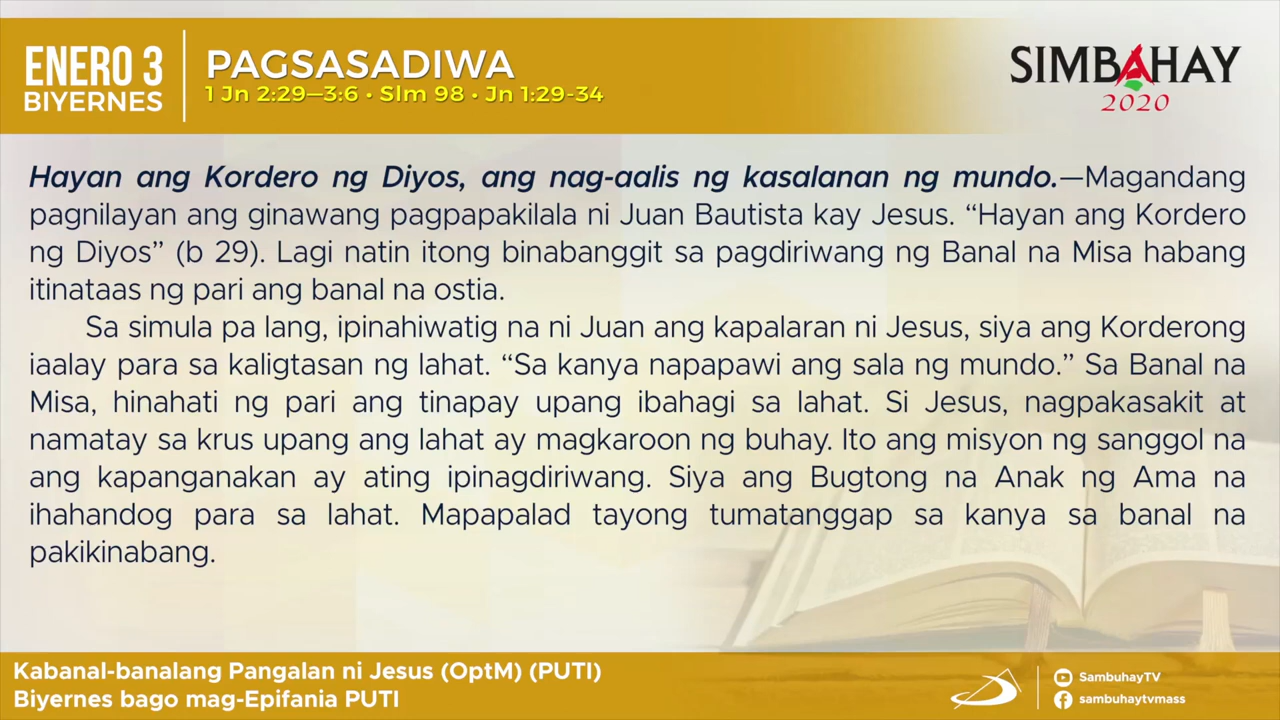 ENERO 3
BIYERNES
PAGSASADIWA
1 Jn 2:29—3:6 • Slm 98 • Jn 1:29-34
SIMBAHAY
2020
Hayan ang Kordero ng Diyos, ang nag-aalis ng kasalanan ng mundo.—Magandang
pagnilayan ang ginawang pagpapakilala ni Juan Bautista kay Jesus. “Hayan ang Kordero
ng Diyos” (b 29). Lagi natin itong binabanggit sa pagdiriwang ng Banal na Misa habang
itinataas ng pari ang banal na ostia.
Sa simula pa lang, ipinahiwatig na ni Juan ang kapalaran ni Jesus, siya ang Korderong
iaalay para sa kaligtasan ng lahat. “Sa kanya napapawi ang sala ng mundo.” Sa Banal na
Misa, hinahati ng pari ang tinapay upang ibahagi sa lahat. Si Jesus, nagpakasakit at
namatay sa krus upang ang lahat ay magkaroon ng buhay. Ito ang misyon ng sanggol na
ang kapanganakan ay ating ipinagdiriwang. Siya ang Bugtong na Anak ng Ama na
ihahandog para sa lahat. Mapapalad tayong tumatanggap sa kanya sa banal na
pakikinabang.
Kabanal-banalang Pangalan ni Jesus (OptM) (PUTI)
Biyernes bago mag-Epifania PUTI
SambuhayTV
sambuhaytvmass